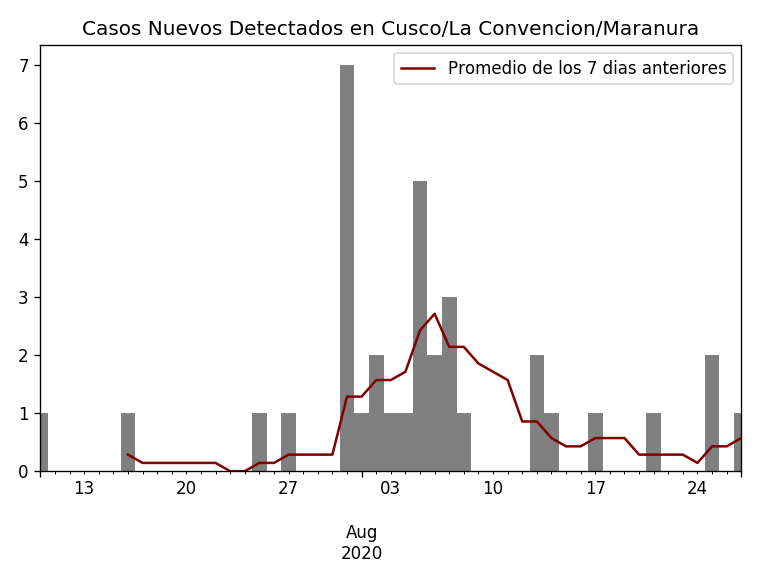 Casos Nuevos Detectados en Cusco/La Convencion/Maranura
Promedio de los 7 dias anteriores
7
6
5
4
3
2
1
0
13 20 27 03 10 17 24
Aug
2020